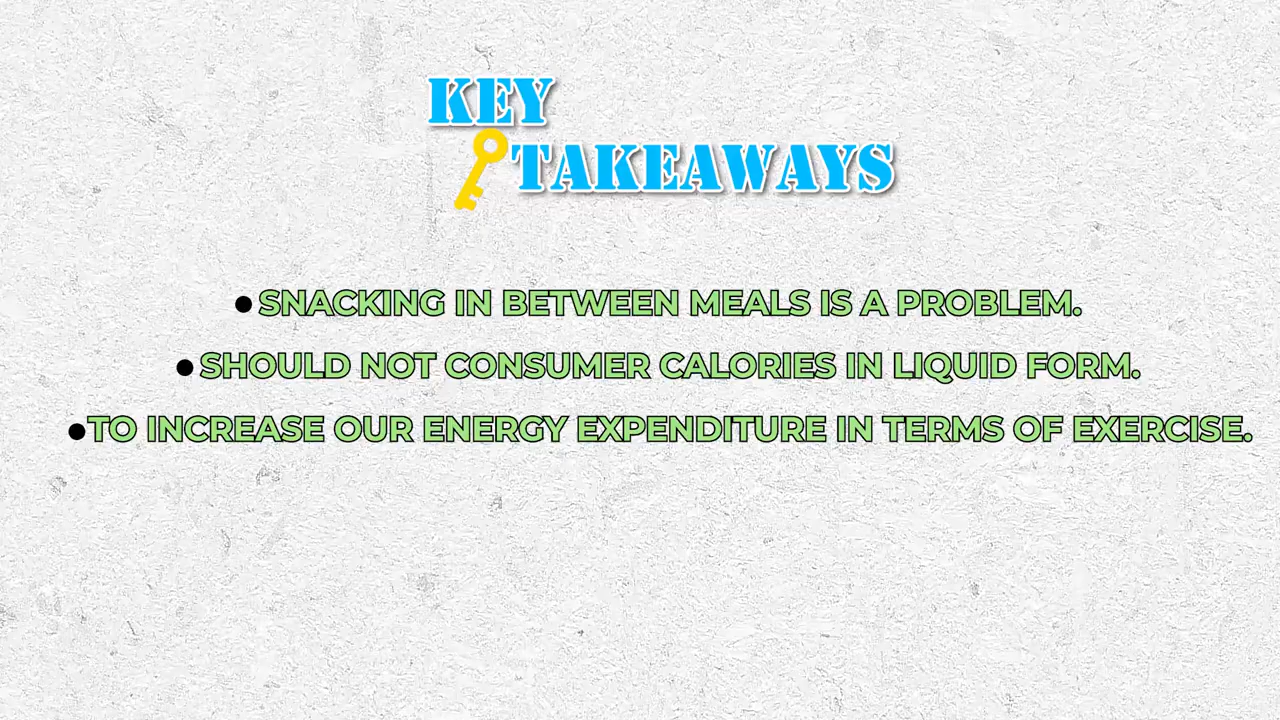 KEY
TAKEAWAYS
●SNACKING IN BETWEEN MEALS IS A PROBLEM.
●SHOULD NOT CONSUMER CALORIES IN LIQUID FORM.
●TO INCREASE OUR ENERGY EXPENDITURE IN TERMS OF EXERCISE.